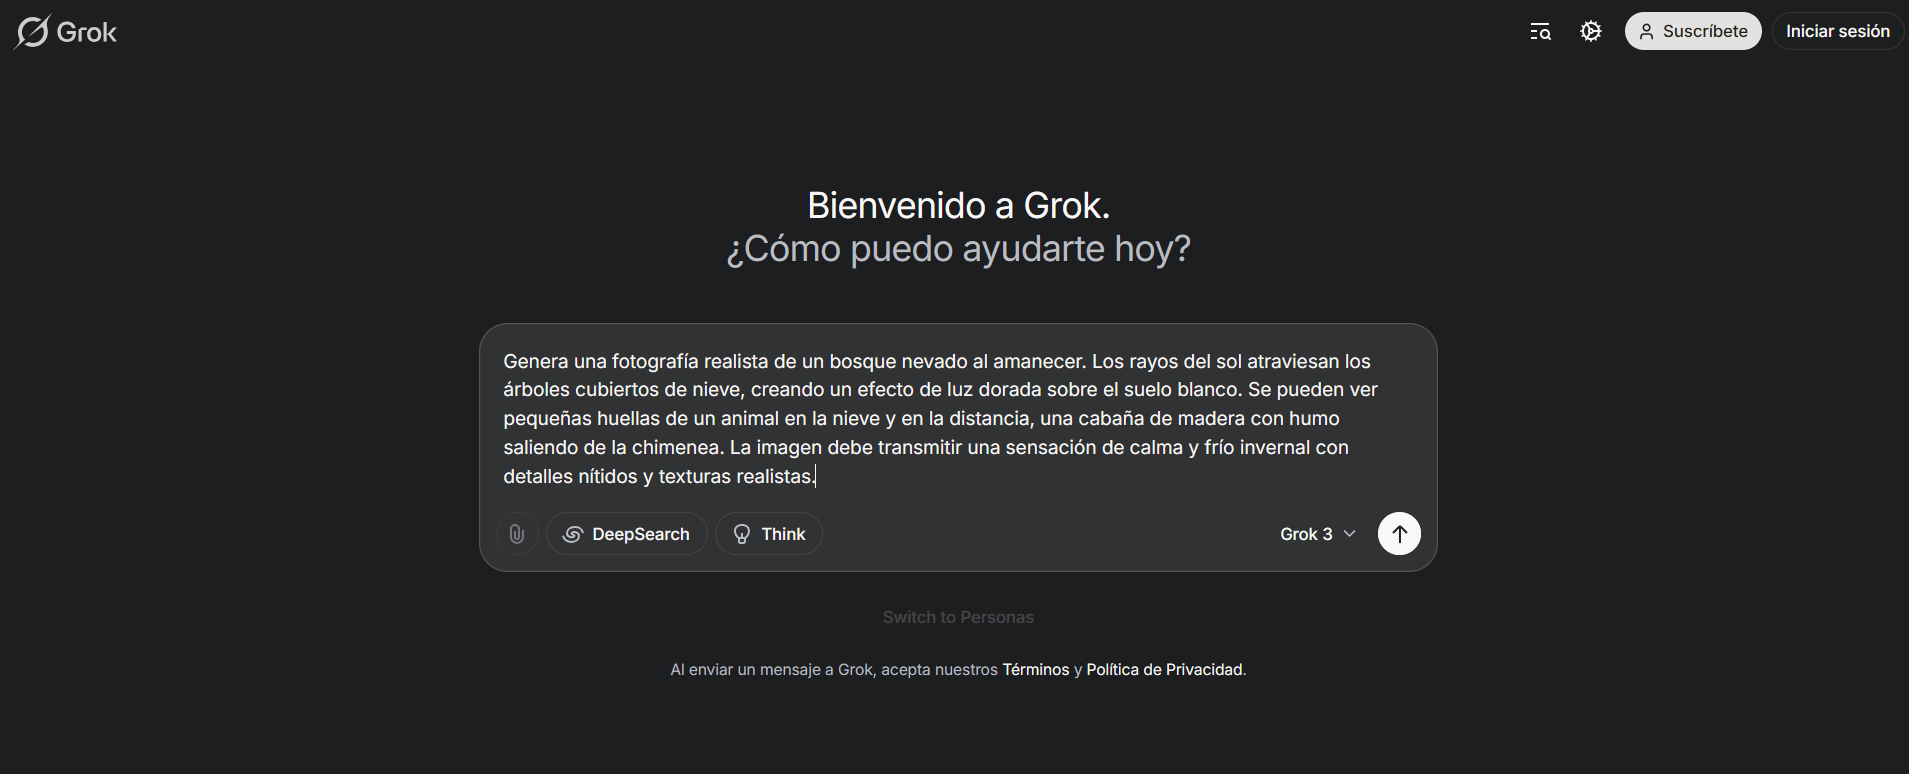 Grok
Suscríbete
Iniciar sesión
Bienvenido a Grok.
¿Cómo puedo ayudarte hoy?
Genera una fotografía realista de un bosque nevado al amanecer. Los rayos del sol atraviesan los
árboles cubiertos de nieve, creando un efecto de luz dorada sobre el suelo blanco. Se pueden ver
pequeñas huellas de un animal en la nieve y en la distancia, una cabaña de madera con humo
saliendo de la chimenea. La imagen debe transmitir una sensación de calma y frío invernal con
detalles nítidos y texturas realistas.
DeepSearch
Think
Grok 3
Switch to Personas
Al enviar un mensaje a Grok, acepta nuestros Términos y Política de Privacidad.